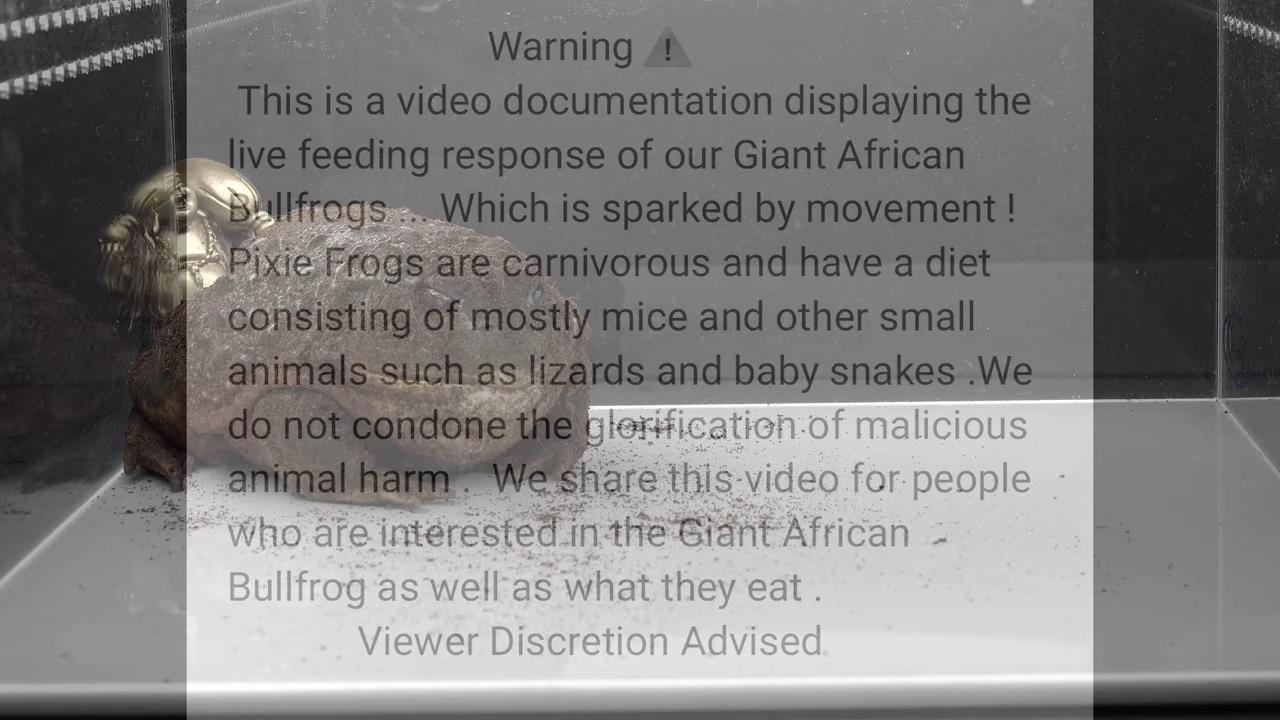 Warning ⚠
This is a video documentation displaying the
live feeding response of our Giant African
Bullfrogs ... Which is sparked by movement !
Pixie Frogs are carnivorous and have a diet
consisting of mostly mice and other small
animals such as lizards and baby snakes .We
do not condone the glorification of malicious
animal harm . We share this video for people
who are interested in the Giant African
Bullfrog as well as what they eat .
Viewer Discretion Advised